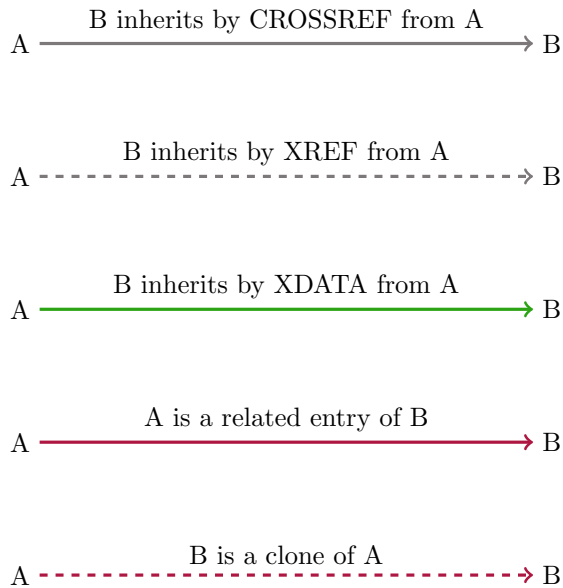 B inherits by CROSSREF from A
A B
B inherits by XREF from A
A B
B inherits by XDATA from A
A B
A is a related entry of B
A B
B is a clone of A
A B